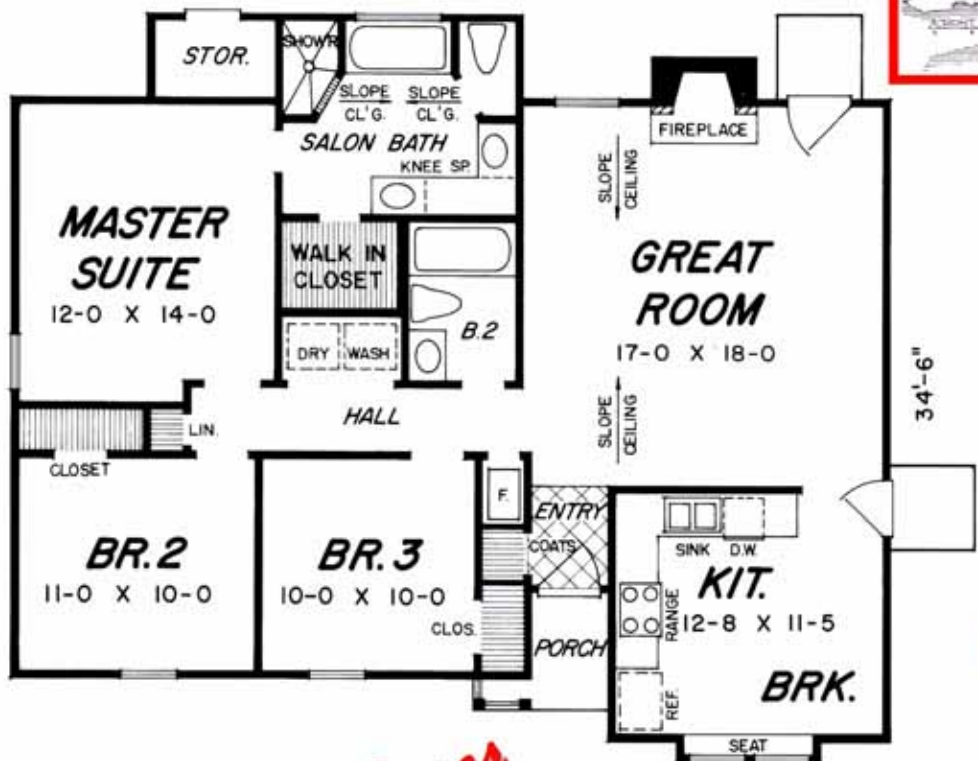 STOR.
SHOW'R
SLOPE
CL'G.
SLOPE
CL'G.
SALON BATH
KNEE SP.
FIREPLACE
SLOPE
CEILING
MASTER
SUITE
12-0 X 14-0
WALK IN
CLOSET
GREAT
ROOM
17-0 X 18-0
B.2
DRY
WASH
34'-6"
HALL
LIN.
CLOSET
SLOPE
CEILING
F.
ENTRY
COATS
SINK
D.W.
BR.2
11-0 X 10-0
BR.3
10-0 X 10-0
CLOS.
KIT.
12-8 X 11-5
RANGE
PORCH
REF.
BRK.
SEAT